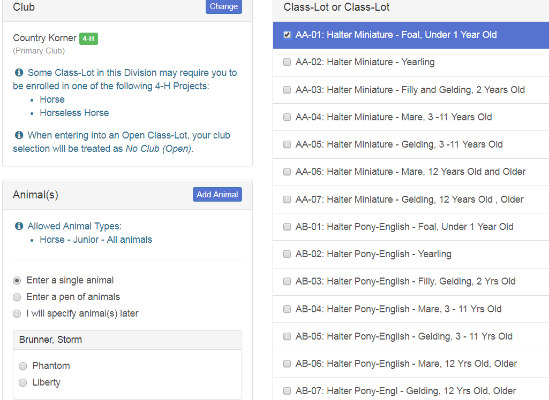 Club
Change
Country Korner 4-H
(Primary Club)
Some Class-Lot in this Division may require you to
be enrolled in one of the following 4-H Projects:
Horse
Horseless Horse
When entering into an Open Class-Lot, your club
selection will be treated as No Club (Open).
Animal(s)
Add Animal
Allowed Animal Types:
Horse - Junior - All animals
Enter a single animal
Enter a pen of animals
I will specify animal(s) later
Brunner, Storm
Phantom
Liberty
Class-Lot or Class-Lot
AA-01: Halter Miniature - Foal, Under 1 Year Old
AA-02: Halter Miniature - Yearling
AA-03: Halter Miniature - Filly and Gelding, 2 Years Old
AA-04: Halter Miniature - Mare, 3 -11 Years Old
AA-05: Halter Miniature - Gelding, 3 -11 Years Old
AA-06: Halter Miniature - Mare, 12 Years Old and Older
AA-07: Halter Miniature - Gelding, 12 Years Old , Older
AB-01: Halter Pony-English - Foal, Under 1 Year Old
AB-02: Halter Pony-English - Yearling
AB-03: Halter Pony-English - Filly, Gelding, 2 Yrs Old
AB-04: Halter Pony-English - Mare, 3 - 11 Yrs Old
AB-05: Halter Pony-English - Gelding, 3 - 11 Yrs Old
AB-06: Halter Pony-English - Mare, 12 Yrs Old, Older
AB-07: Halter Pony-Engl - Gelding, 12 Yrs Old, Older